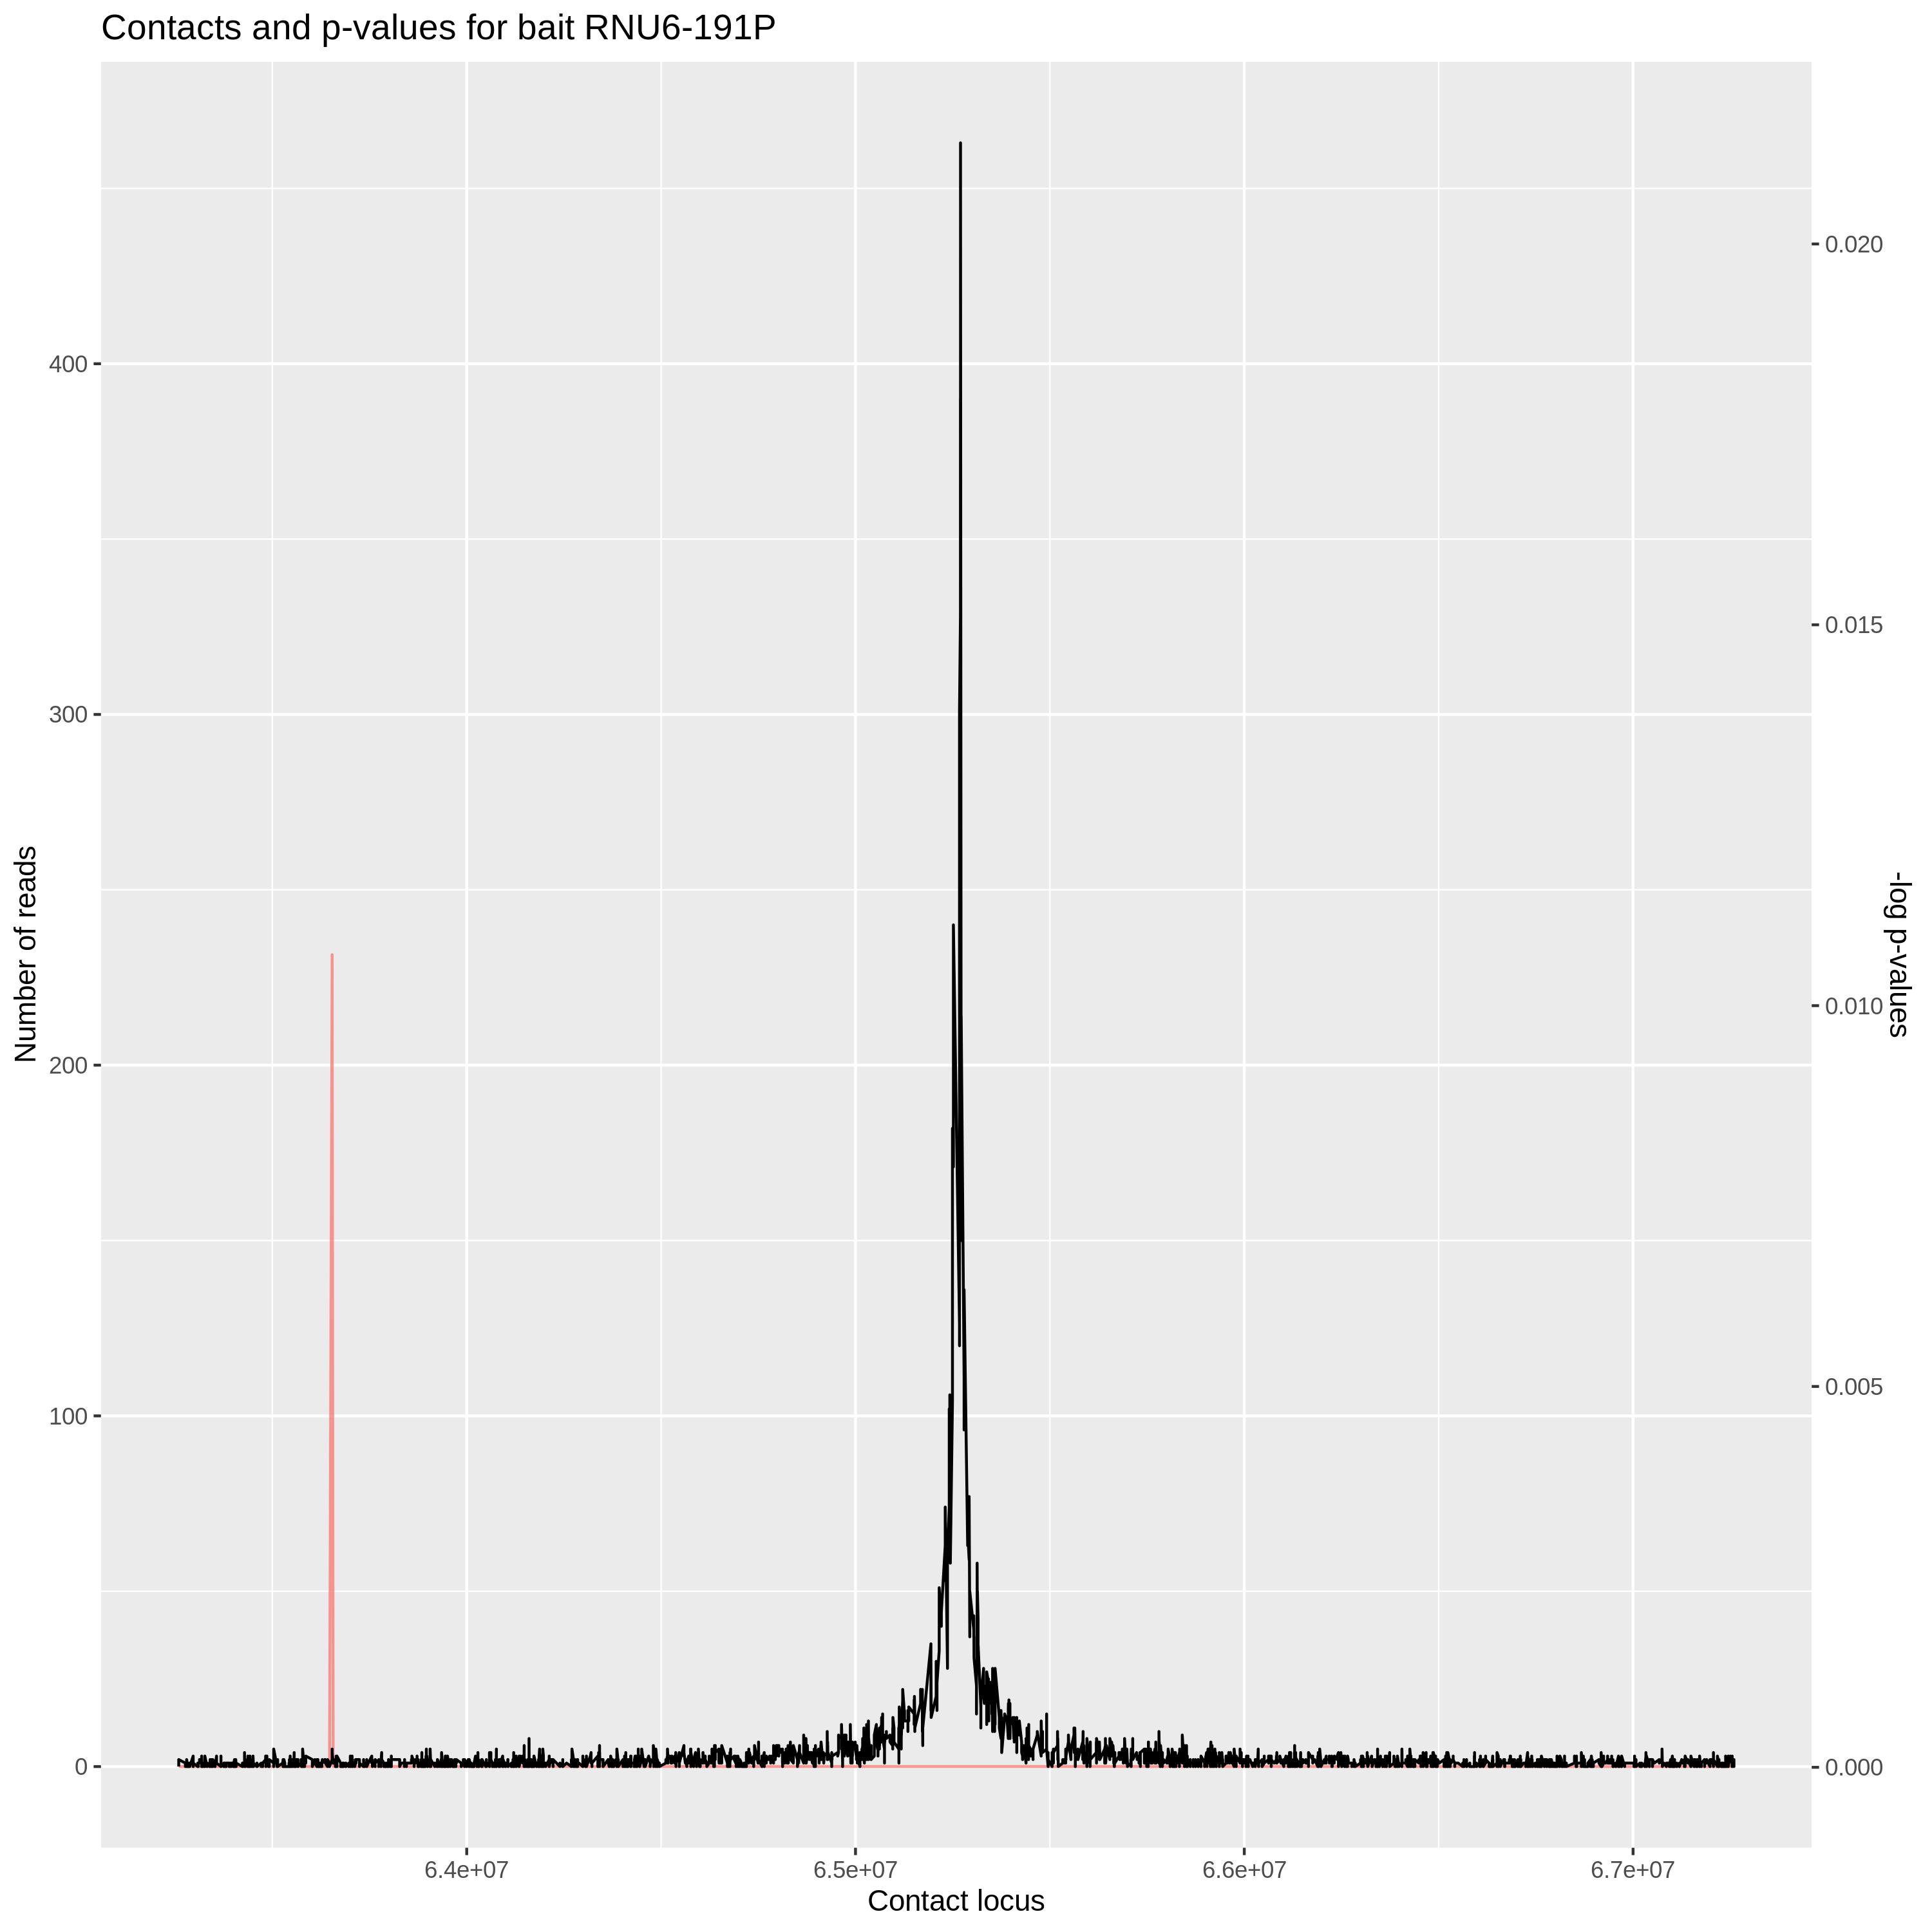 Contacts and p-values for bait RNU6-191P
400
300
200
100
0
Number of reads
0.020
0.015
0.010
0.005
0.000
-log p-values
6.4e+07
6.5e+07
6.6e+07
6.7e+07
Contact locus